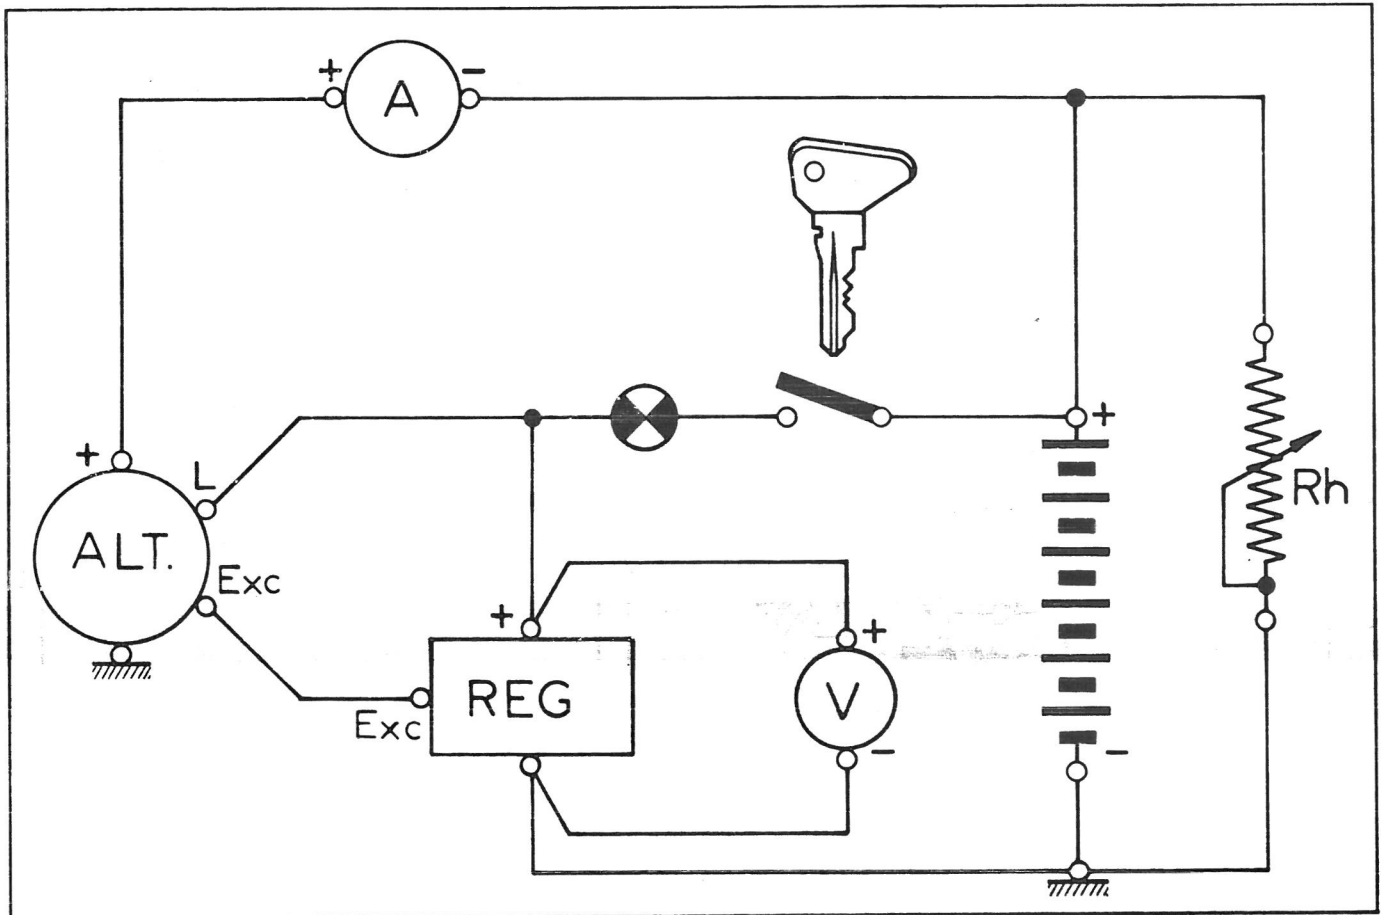 +
A
-
+
+
L
ALT.
Rh
Exc
+
+
REG
V
Exc
-
-